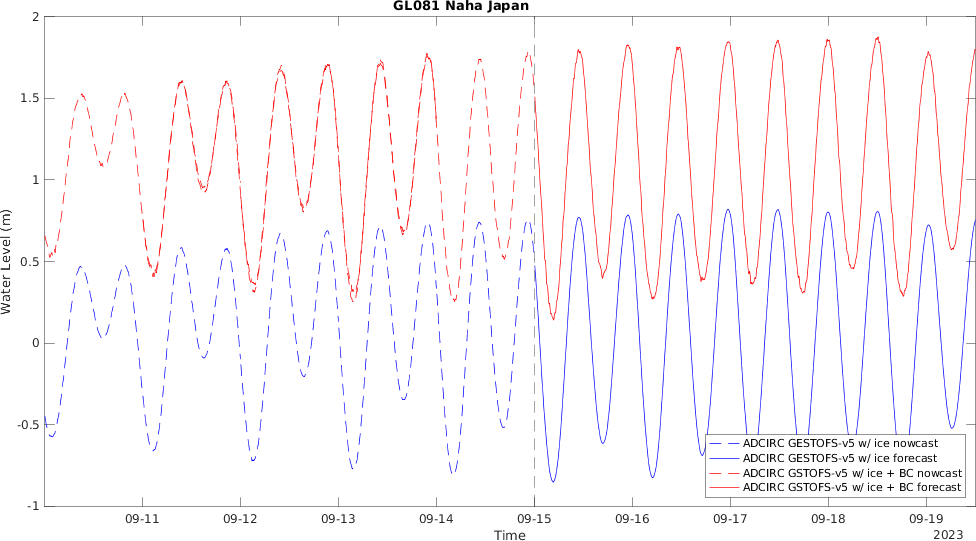 GL081 Naha Japan
2
1.5
1
0.5
0
-0.5
-1
Water Level (m)
09-11 09-12 09-13 09-14 09-15 09-16 09-17 09-18 09-19
Time
2023
ADCIRC GESTOFS-v5 w/ ice nowcast
ADCIRC GESTOFS-v5 w/ ice forecast
ADCIRC GSTOFS-v5 w/ ice + BC nowcast
ADCIRC GSTOFS-v5 w/ ice + BC forecast